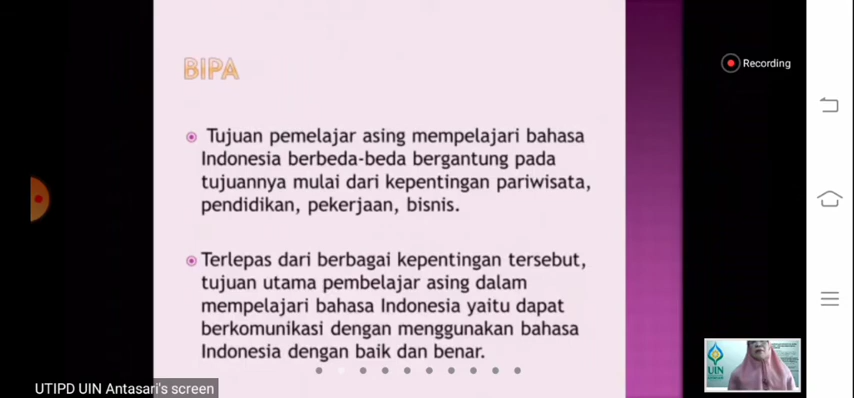 BIPA
Recording
Tujuan pemelajar asing mempelajari bahasa
Indonesia berbeda-beda bergantung pada
tujuannya mulai dari kepentingan pariwisata,
pendidikan, pekerjaan, bisnis.
Terlepas dari berbagai kepentingan tersebut,
tujuan utama pembelajar asing dalam
mempelajari bahasa Indonesia yaitu dapat
berkomunikasi dengan menggunakan bahasa
Indonesia dengan baik dan benar.
UIN
UTIPD UIN Antasari's screen